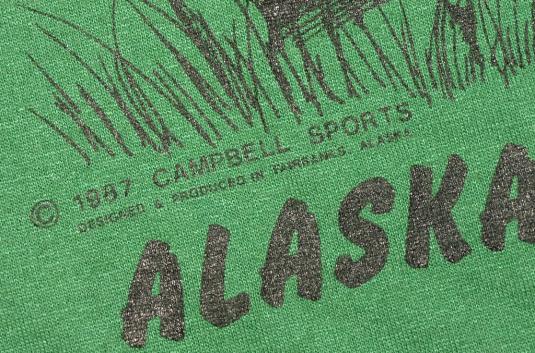 © 1987 CAMPBELL SPORTS
DESIGNED & PRODUCED IN FAIRBANKS, ALASKA
ALASKA